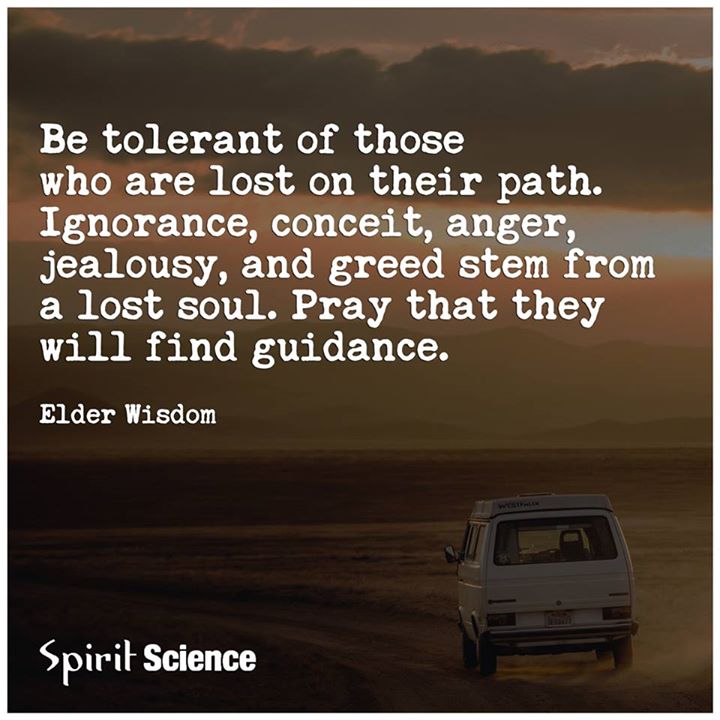 Be tolerant of those
who are lost on their path.
Ignorance, conceit, anger,
jealousy, and greed stem from
a lost soul. Pray that they
will find guidance.
Elder Wisdom
WESTFALIA
Spirit Science